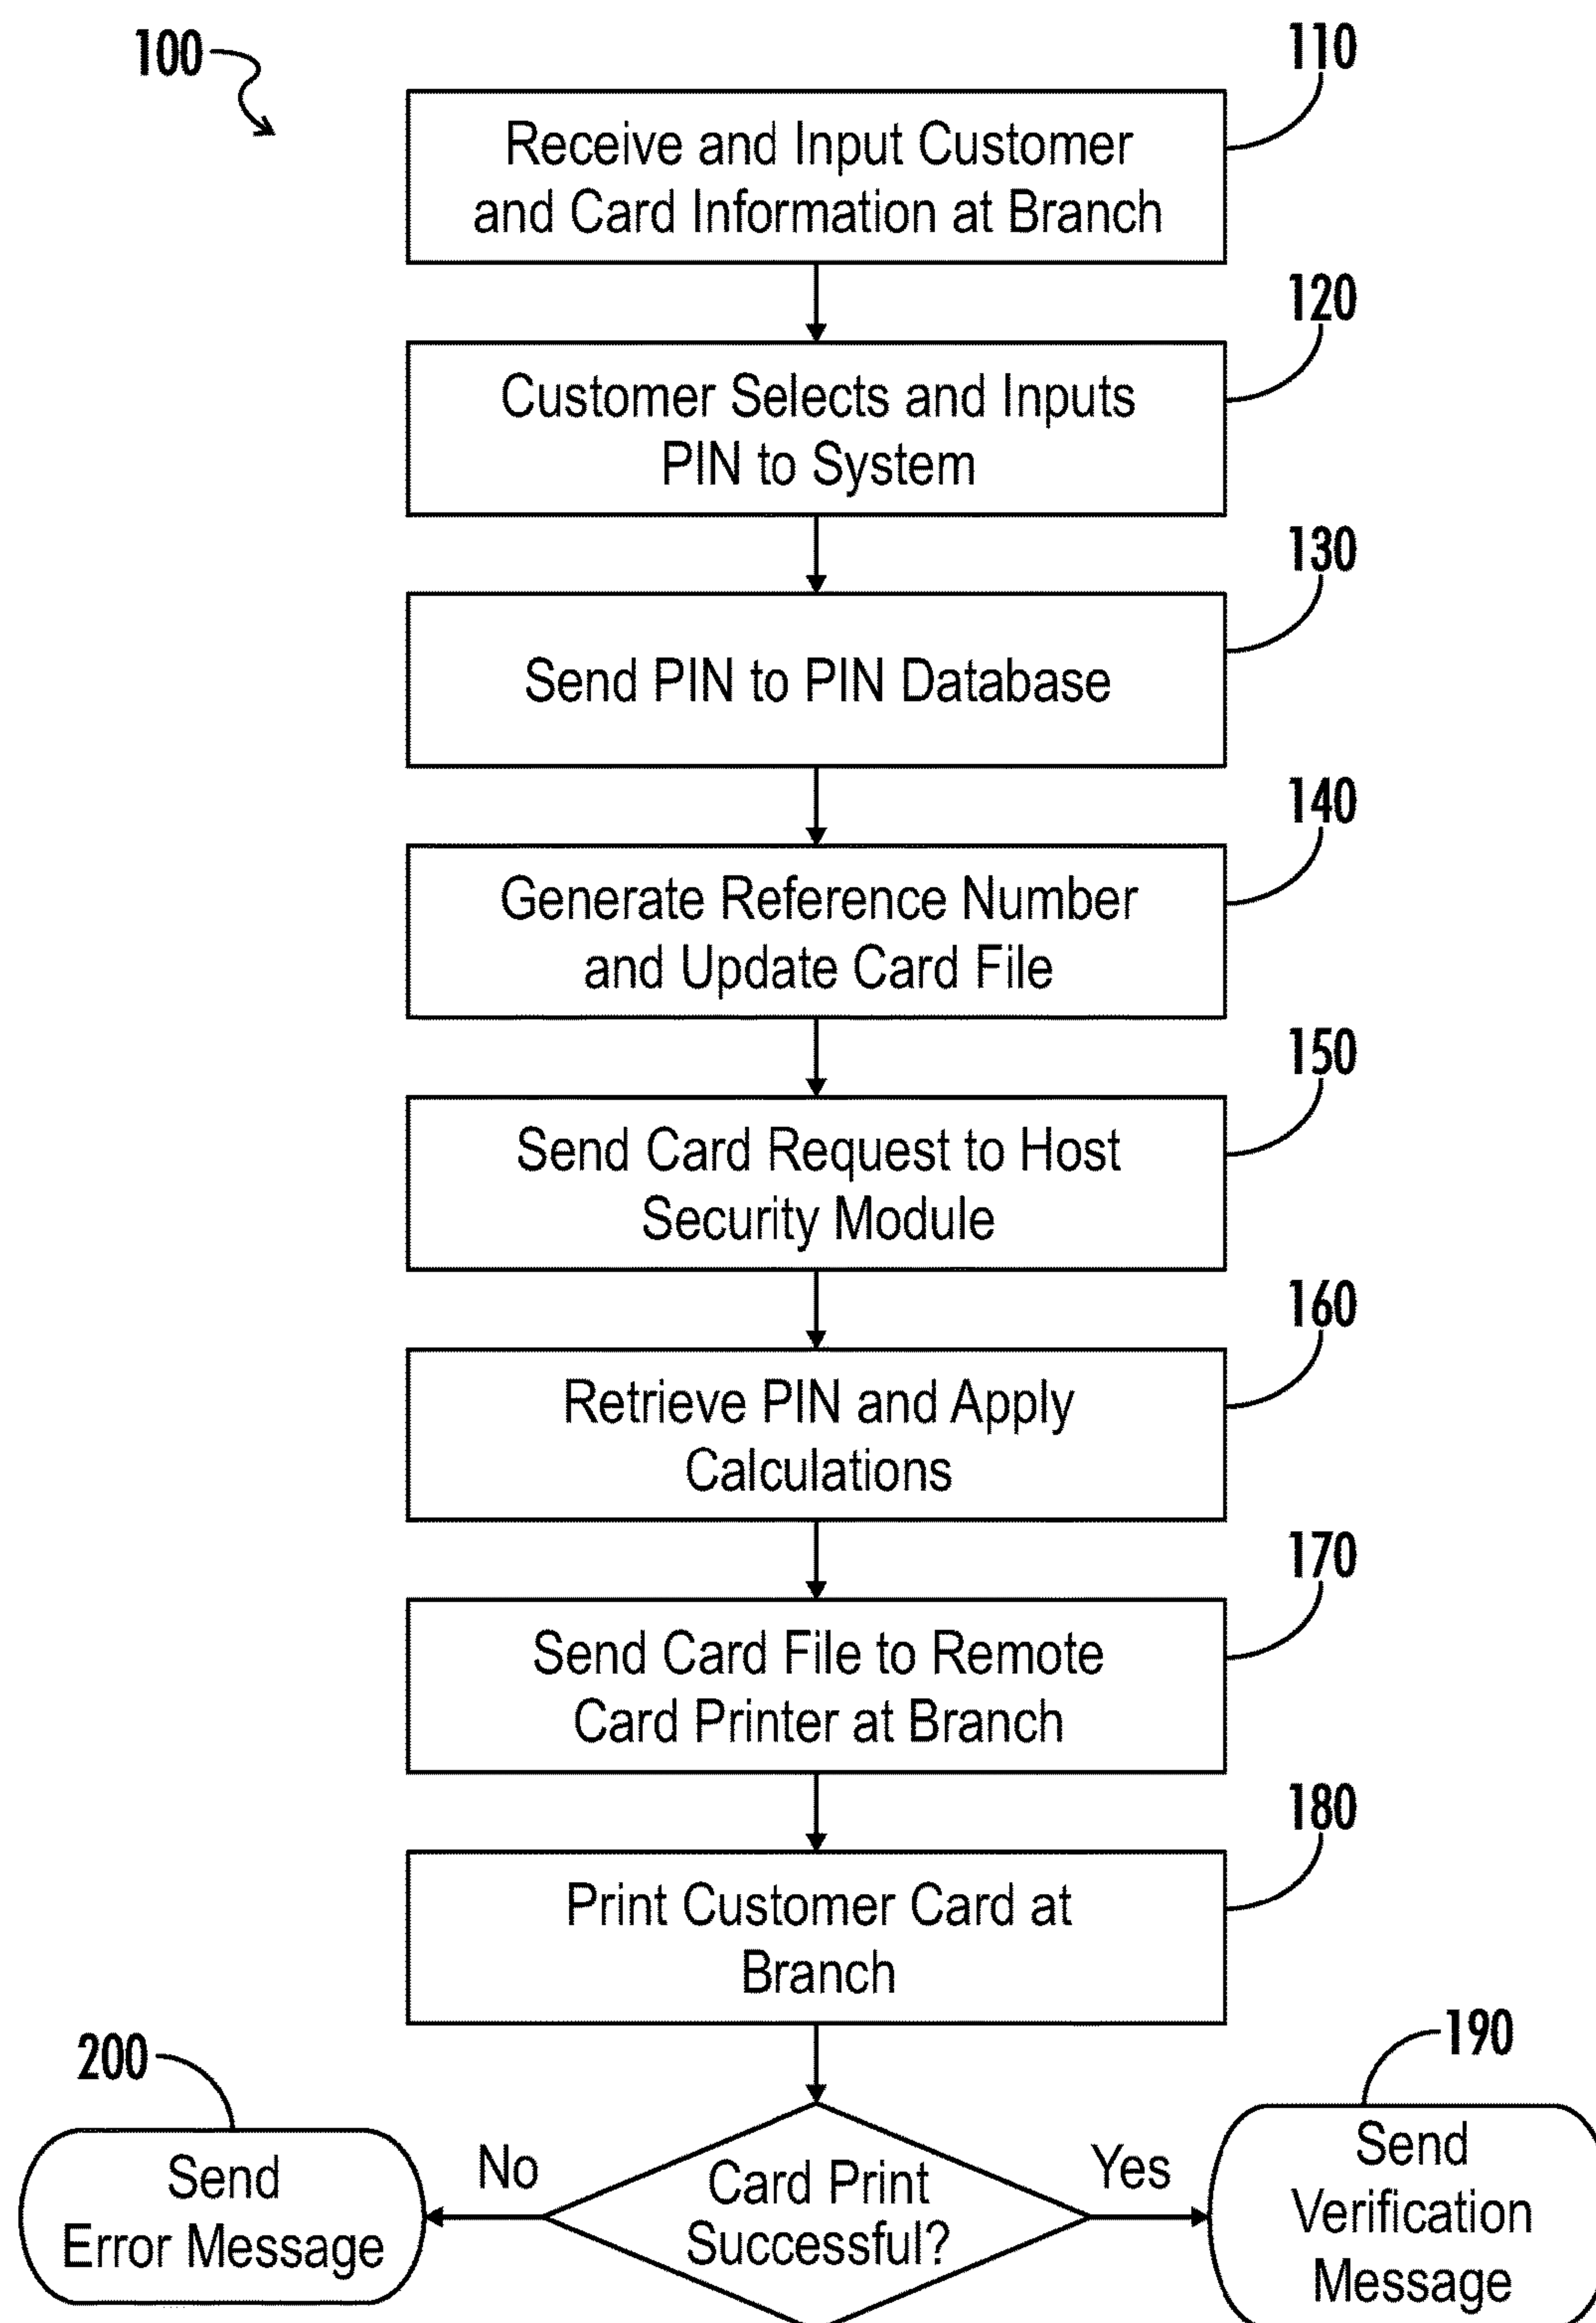 100
110
Receive and Input Customer
and Card Information at Branch
120
Customer Selects and Inputs
PIN to System
130
Send PIN to PIN Database
140
Generate Reference Number
and Update Card File
150
Send Card Request to Host
Security Module
160
Retrieve PIN and Apply
Calculations
170
Send Card File to Remote
Card Printer at Branch
180
Print Customer Card at
Branch
200
Send
Error Message
No
Card Print
Successful?
Yes
190
Send
Verification
Message